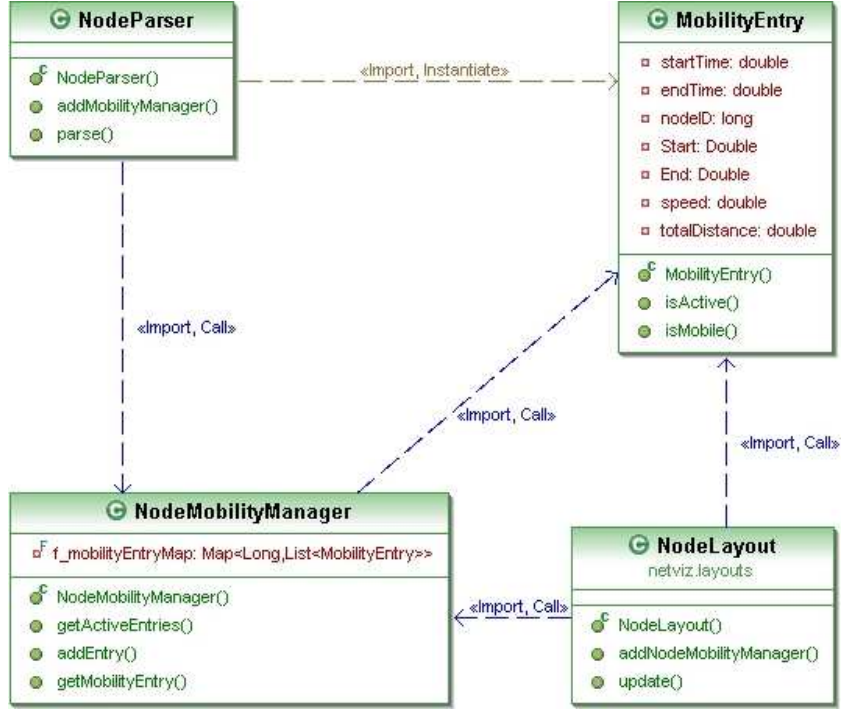 NodeParser
NodeParser()
addMobilityManager()
parse()
«Import, Instantiate»
MobilityEntry
startTime: double
endTime: double
nodeID: long
Start: Double
End: Double
speed: double
totalDistance: double
MobilityEntry()
isActive()
isMobile()
«Import, Call»
«Import, Call»
«Import, Call»
NodeMobilityManager
f_mobilityEntryMap: Map<Long,List<MobilityEntry>>
NodeMobilityManager()
getActiveEntries()
addEntry()
getMobilityEntry()
«Import, Call»
NodeLayout
netviz.layouts
NodeLayout()
addNodeMobilityManager()
update()